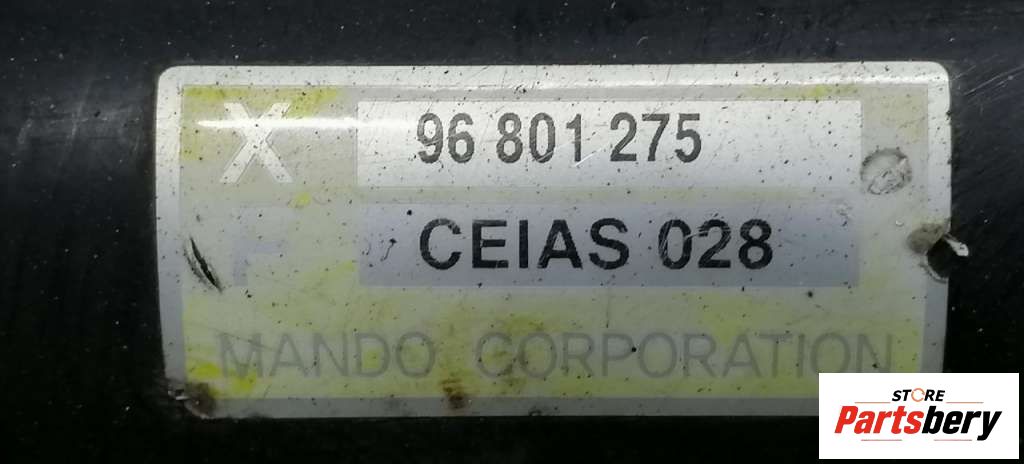 X 96 801 275
F CEIAS 028
MANDO CORPORATION
STORE
Partsbery